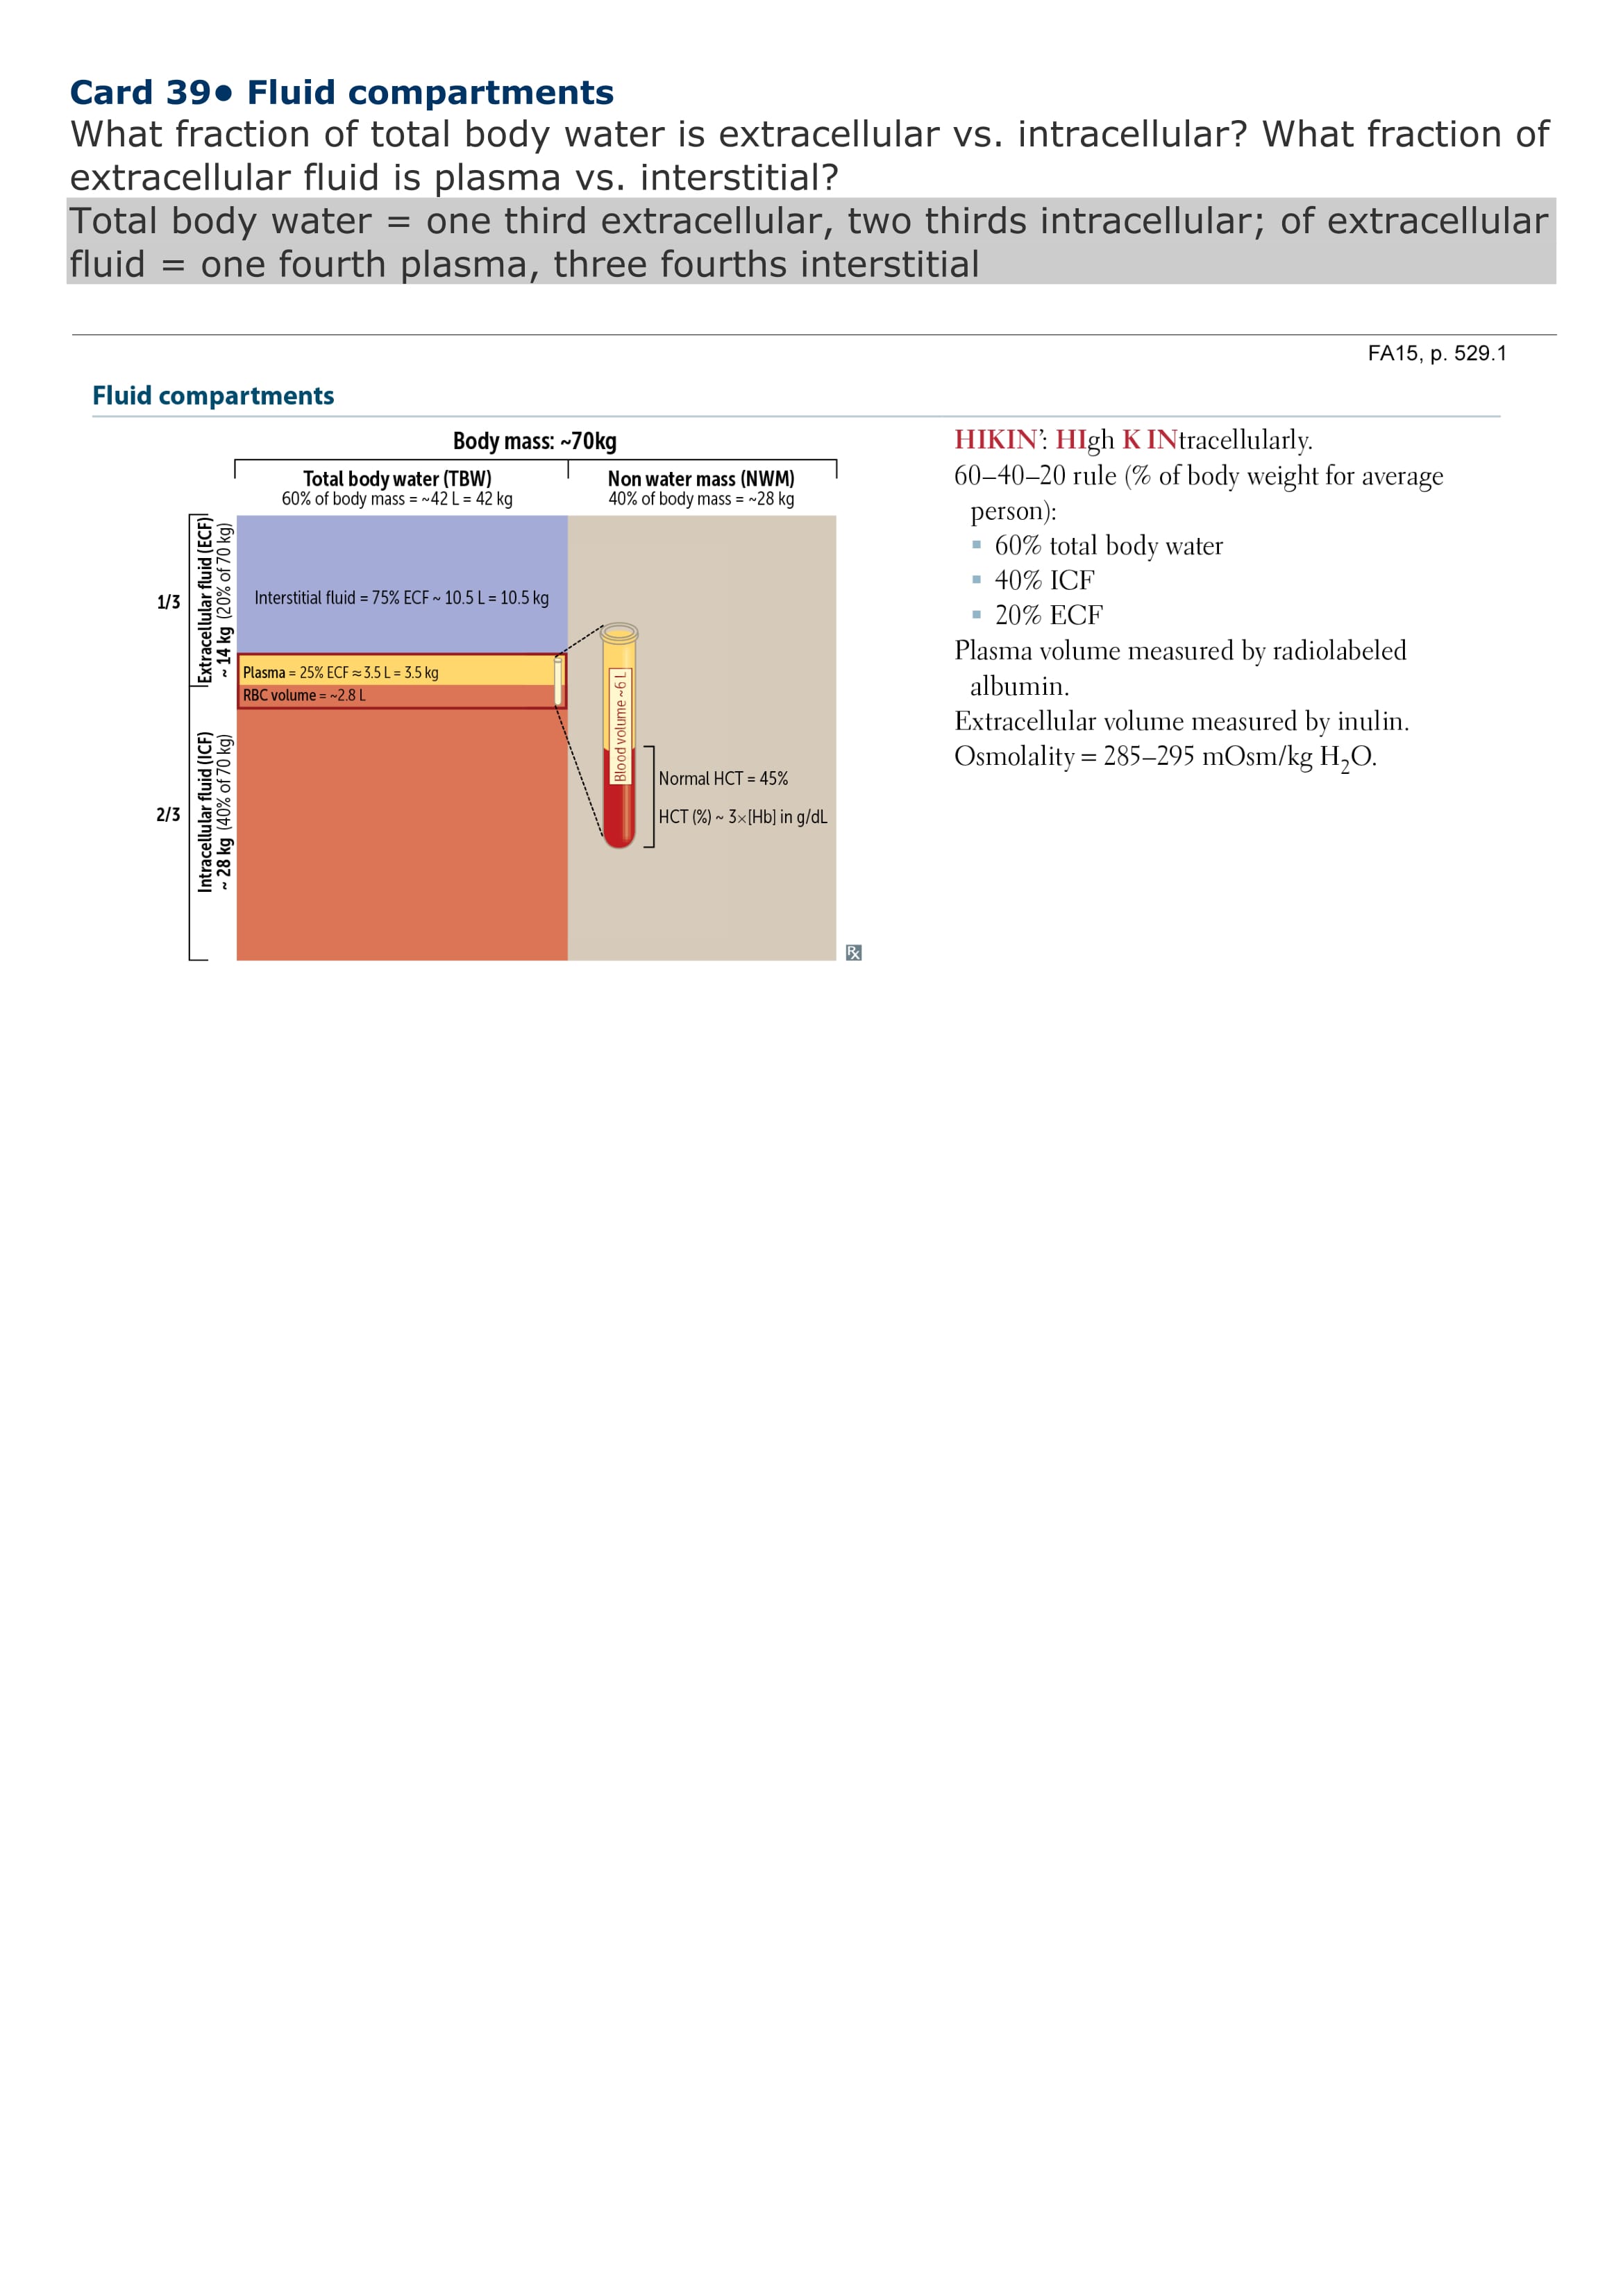 Card 39● Fluid compartments
What fraction of total body water is extracellular vs. intracellular? What fraction of
extracellular fluid is plasma vs. interstitial?
Total body water = one third extracellular, two thirds intracellular; of extracellular
fluid = one fourth plasma, three fourths interstitial
FA15, p. 529.1
Fluid compartments
Body mass: ~70kg
Total body water (TBW)
60% of body mass = ~42 L = 42 kg
Non water mass (NWM)
40% of body mass = ~28 kg
1/3
Extracellular fluid (ECF)
~ 14 kg (20% of 70 kg)
Interstitial fluid = 75% ECF ~ 10.5 L = 10.5 kg
Plasma = 25% ECF ≈ 3.5 L = 3.5 kg
RBC volume = ~2.8 L
2/3
Intracellular fluid (ICF)
~ 28 kg (40% of 70 kg)
Blood volume ~6 L
Normal HCT = 45%
HCT (%) ~ 3×[Hb] in g/dL
Rx
HIKIN’: HIgh K INtracellularly.
60–40–20 rule (% of body weight for average
person):
▪ 60% total body water
▪ 40% ICF
▪ 20% ECF
Plasma volume measured by radiolabeled
albumin.
Extracellular volume measured by inulin.
Osmolality = 285–295 mOsm/kg H₂O.